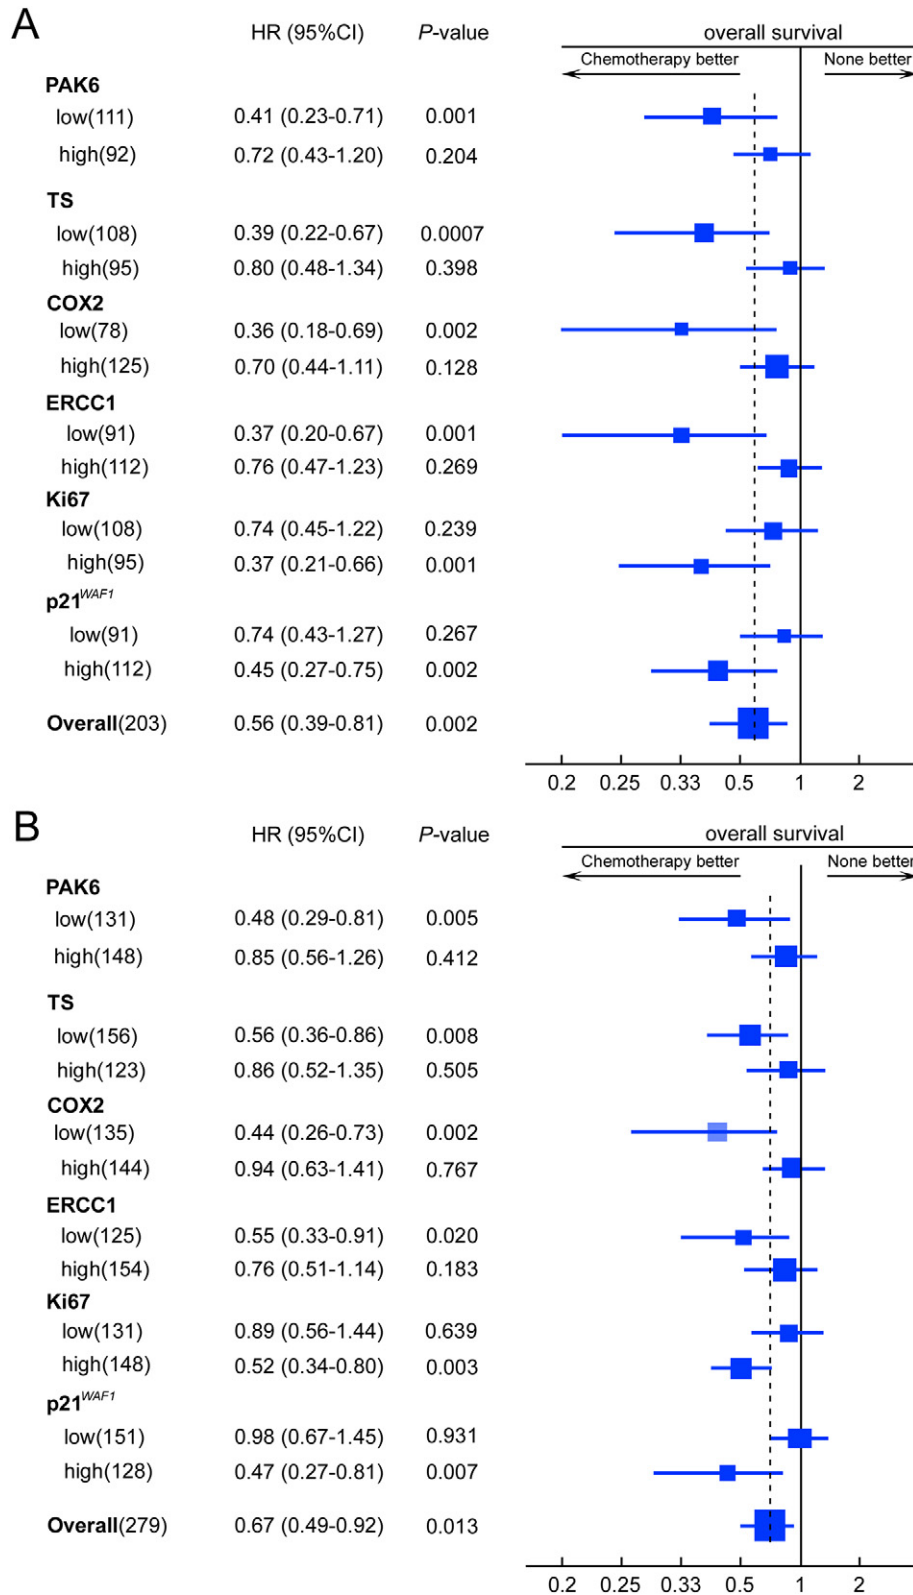 A
HR (95%CI) P-value overall survival
Chemotherapy better None better
PAK6
low(111) 0.41 (0.23-0.71) 0.001
high(92) 0.72 (0.43-1.20) 0.204
TS
low(108) 0.39 (0.22-0.67) 0.0007
high(95) 0.80 (0.48-1.34) 0.398
COX2
low(78) 0.36 (0.18-0.69) 0.002
high(125) 0.70 (0.44-1.11) 0.128
ERCC1
low(91) 0.37 (0.20-0.67) 0.001
high(112) 0.76 (0.47-1.23) 0.269
Ki67
low(108) 0.74 (0.45-1.22) 0.239
high(95) 0.37 (0.21-0.66) 0.001
p21WAF1
low(91) 0.74 (0.43-1.27) 0.267
high(112) 0.45 (0.27-0.75) 0.002
Overall(203) 0.56 (0.39-0.81) 0.002
0.2 0.25 0.33 0.5 1 2
B
HR (95%CI) P-value overall survival
Chemotherapy better None better
PAK6
low(131) 0.48 (0.29-0.81) 0.005
high(148) 0.85 (0.56-1.26) 0.412
TS
low(156) 0.56 (0.36-0.86) 0.008
high(123) 0.86 (0.52-1.35) 0.505
COX2
low(135) 0.44 (0.26-0.73) 0.002
high(144) 0.94 (0.63-1.41) 0.767
ERCC1
low(125) 0.55 (0.33-0.91) 0.020
high(154) 0.76 (0.51-1.14) 0.183
Ki67
low(131) 0.89 (0.56-1.44) 0.639
high(148) 0.52 (0.34-0.80) 0.003
p21WAF1
low(151) 0.98 (0.67-1.45) 0.931
high(128) 0.47 (0.27-0.81) 0.007
Overall(279) 0.67 (0.49-0.92) 0.013
0.2 0.25 0.33 0.5 1 2